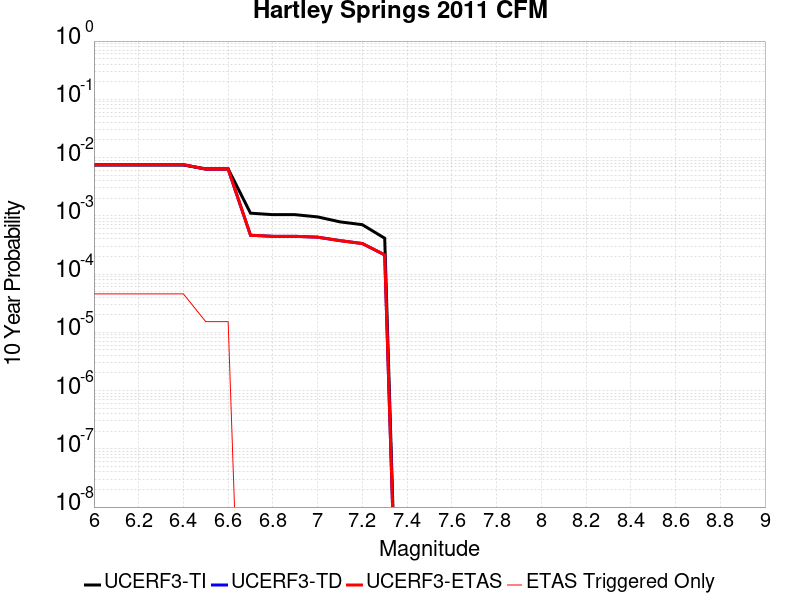 Hartley Springs 2011 CFM
10 Year Probability
10^0
10^-1
10^-2
10^-3
10^-4
10^-5
10^-6
10^-7
10^-8
6 6.2 6.4 6.6 6.8 7 7.2 7.4 7.6 7.8 8 8.2 8.4 8.6 8.8 9
Magnitude
UCERF3-TI UCERF3-TD UCERF3-ETAS ETAS Triggered Only